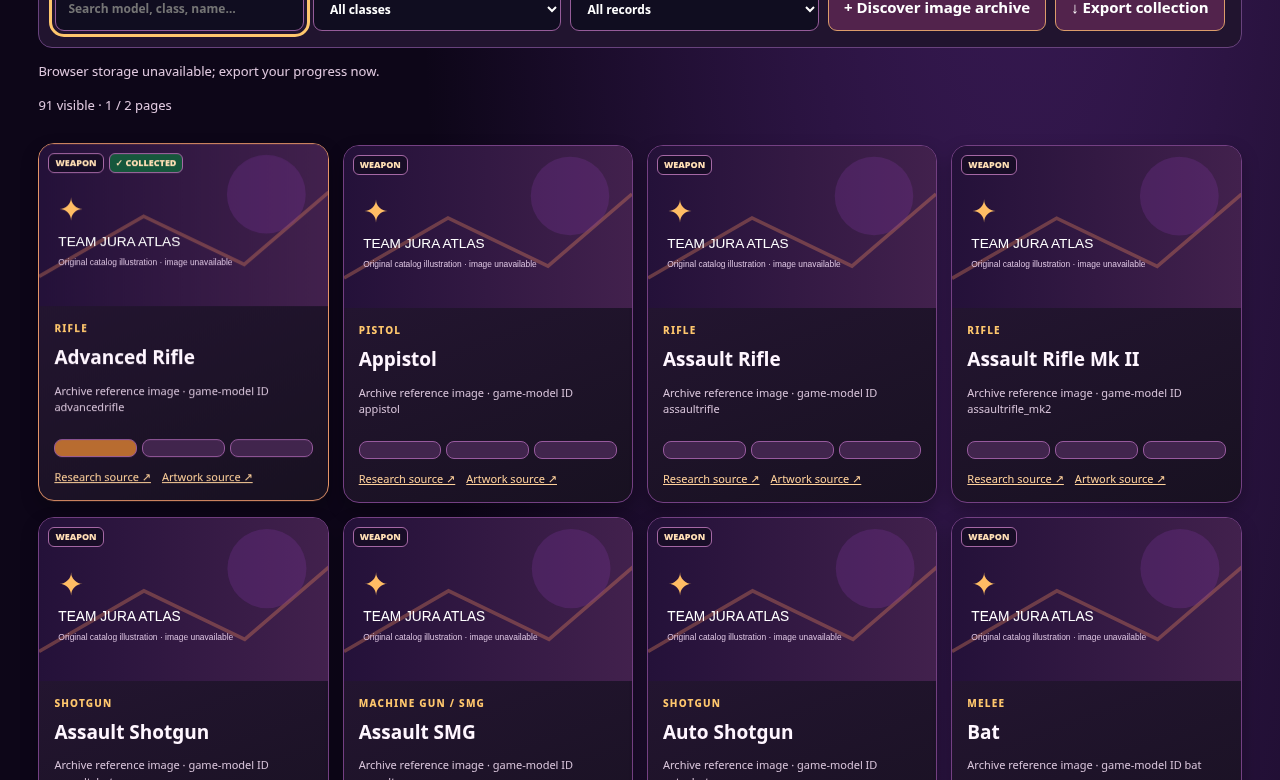 Search model, class, name...
All classes
All records
+ Discover image archive
↓ Export collection
Browser storage unavailable; export your progress now.
91 visible · 1 / 2 pages
WEAPON
✓ COLLECTED
TEAM JURA ATLAS
Original catalog illustration · image unavailable
RIFLE
Advanced Rifle
Archive reference image · game-model ID
advancedrifle
Research source ↗ Artwork source ↗
WEAPON
TEAM JURA ATLAS
Original catalog illustration · image unavailable
PISTOL
Appistol
Archive reference image · game-model ID
appistol
Research source ↗ Artwork source ↗
WEAPON
TEAM JURA ATLAS
Original catalog illustration · image unavailable
RIFLE
Assault Rifle
Archive reference image · game-model ID
assaultrifle
Research source ↗ Artwork source ↗
WEAPON
TEAM JURA ATLAS
Original catalog illustration · image unavailable
RIFLE
Assault Rifle Mk II
Archive reference image · game-model ID
assaultrifle_mk2
Research source ↗ Artwork source ↗
WEAPON
TEAM JURA ATLAS
Original catalog illustration · image unavailable
SHOTGUN
Assault Shotgun
Archive reference image · game-model ID
WEAPON
TEAM JURA ATLAS
Original catalog illustration · image unavailable
MACHINE GUN / SMG
Assault SMG
Archive reference image · game-model ID
WEAPON
TEAM JURA ATLAS
Original catalog illustration · image unavailable
SHOTGUN
Auto Shotgun
Archive reference image · game-model ID
WEAPON
TEAM JURA ATLAS
Original catalog illustration · image unavailable
MELEE
Bat
Archive reference image · game-model ID bat